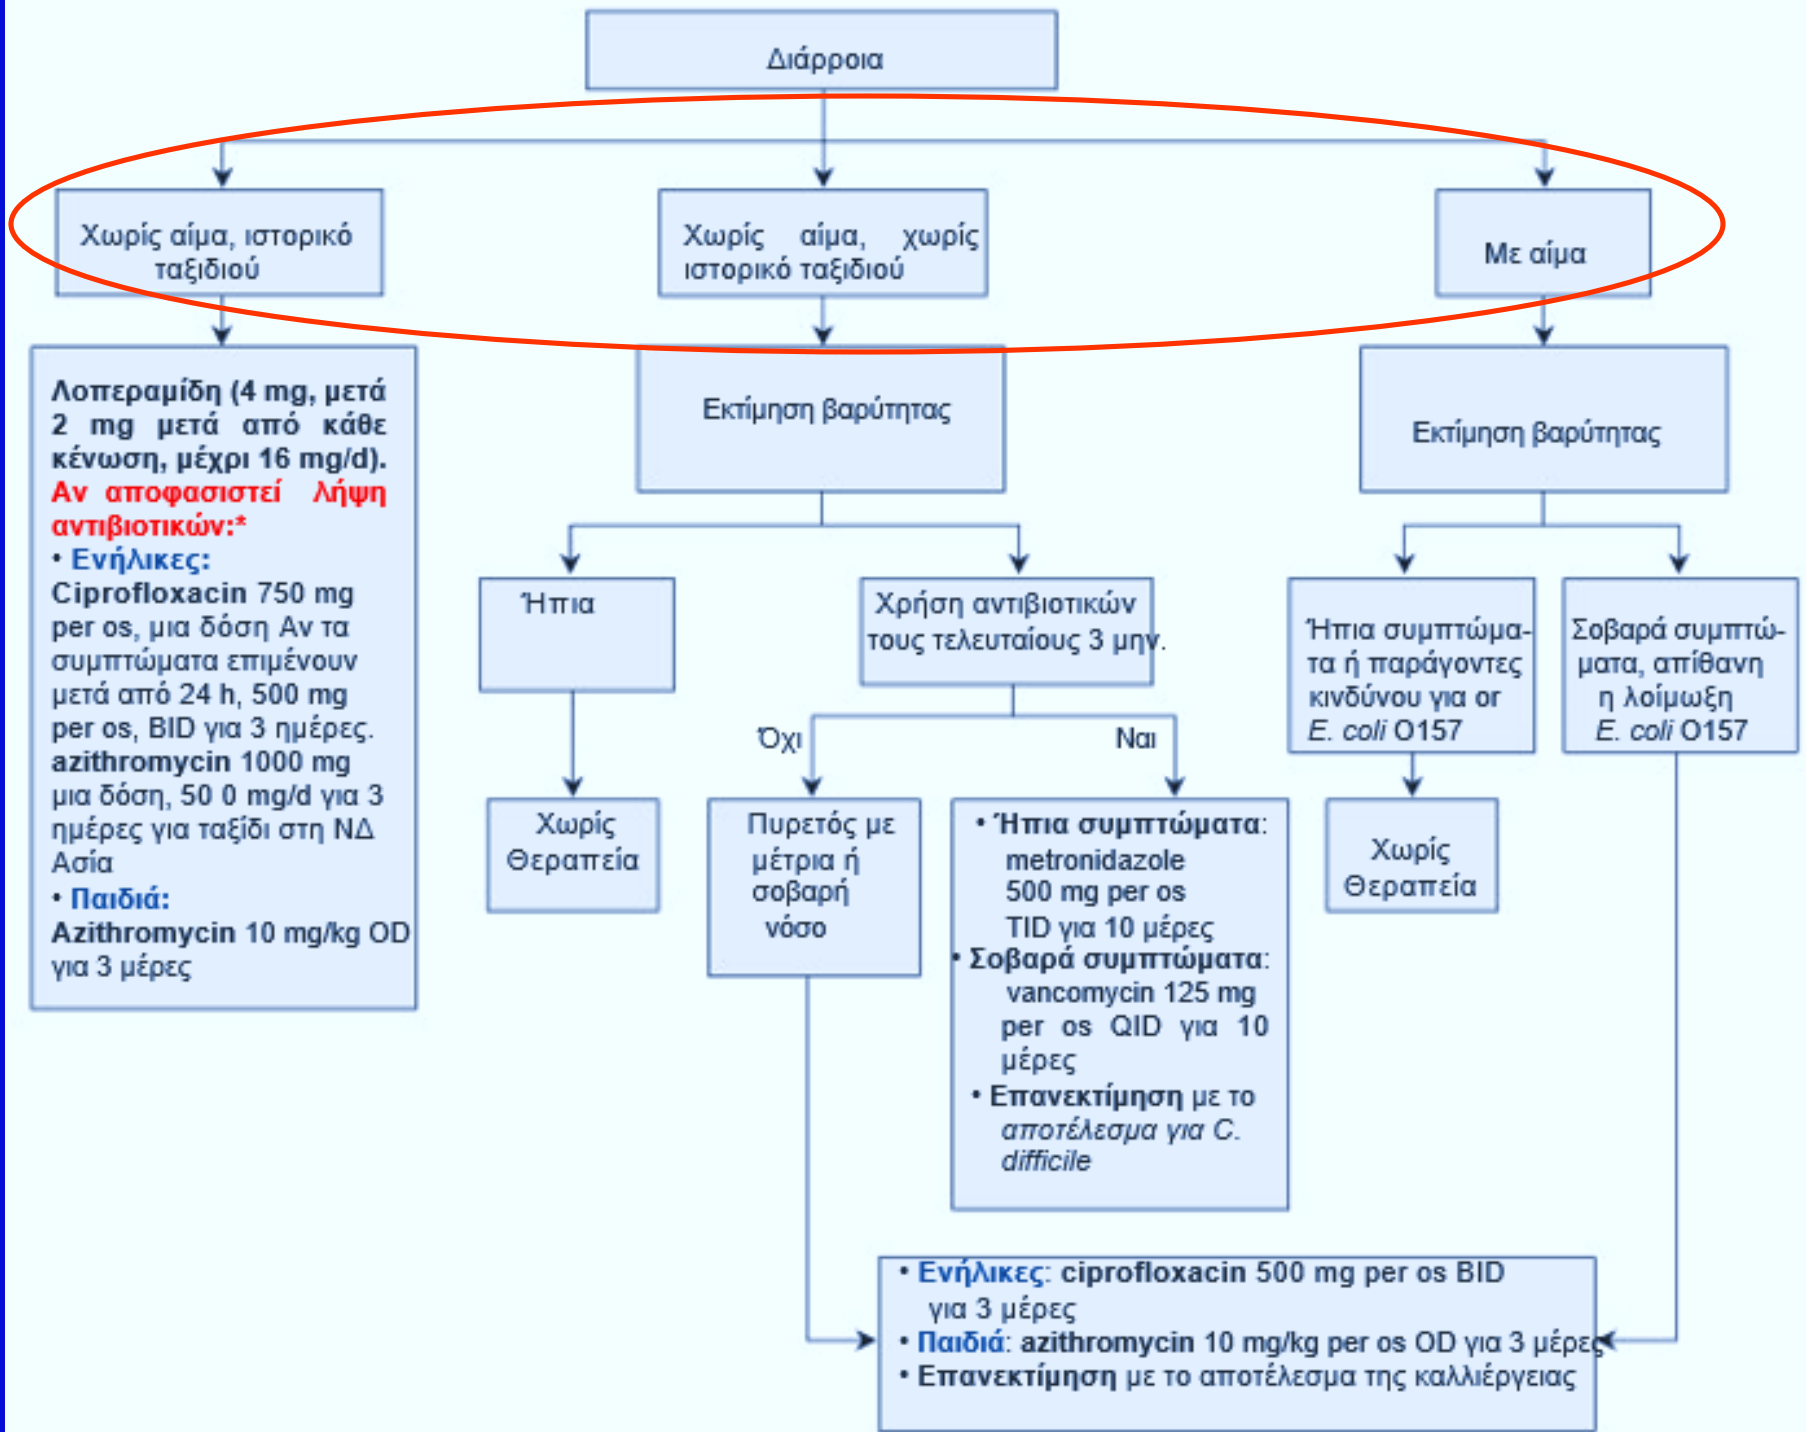 Διάρροια
Χωρίς αίμα, ιστορικό
ταξιδιού
Χωρίς αίμα, χωρίς
ιστορικό ταξιδιού
Με αίμα
Λοπεραμίδη (4 mg, μετά
2 mg μετά από κάθε
κένωση, μέχρι 16 mg/d).
Αν αποφασιστεί λήψη
αντιβιοτικών:*
• Ενήλικες:
Ciprofloxacin 750 mg
per os, μια δόση Αν τα
συμπτώματα επιμένουν
μετά από 24 h, 500 mg
per os, BID για 3 ημέρες.
azithromycin 1000 mg
μια δόση, 50 0 mg/d για 3
ημέρες για ταξίδι στη ΝΔ
Ασία
• Παιδιά:
Azithromycin 10 mg/kg OD
για 3 μέρες
Εκτίμηση βαρύτητας
Εκτίμηση βαρύτητας
Ήπια
Χρήση αντιβιοτικών
τους τελευταίους 3 μην.
Ήπια συμπτώμα-
τα ή παράγοντες
κινδύνου για or
E. coli O157
Σοβαρά συμπτώ-
ματα, απίθανη
η λοίμωξη
E. coli O157
Όχι
Ναι
Χωρίς
Θεραπεία
Πυρετός με
μέτρια ή
σοβαρή
νόσο
• Ήπια συμπτώματα:
metronidazole
500 mg per os
TID για 10 μέρες
• Σοβαρά συμπτώματα:
vancomycin 125 mg
per os QID για 10
μέρες
• Επανεκτίμηση με το
αποτέλεσμα για C.
difficile
Χωρίς
Θεραπεία
• Ενήλικες: ciprofloxacin 500 mg per os BID
για 3 μέρες
• Παιδιά: azithromycin 10 mg/kg per os OD για 3 μέρες
• Επανεκτίμηση με το αποτέλεσμα της καλλιέργειας